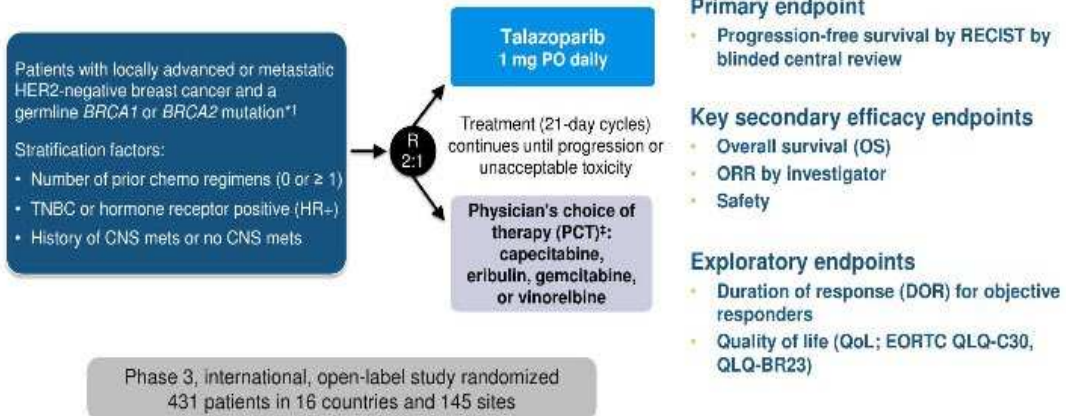 Patients with locally advanced or metastatic
HER2-negative breast cancer and a
germline BRCA1 or BRCA2 mutation*†
Stratification factors:
• Number of prior chemo regimens (0 or ≥ 1)
• TNBC or hormone receptor positive (HR+)
• History of CNS mets or no CNS mets
R
2:1
Talazoparib
1 mg PO daily
Treatment (21-day cycles)
continues until progression or
unacceptable toxicity
Physician's choice of
therapy (PCT)‡:
capecitabine,
eribulin, gemcitabine,
or vinorelbine
Primary endpoint
• Progression-free survival by RECIST by
blinded central review
Key secondary efficacy endpoints
• Overall survival (OS)
• ORR by investigator
• Safety
Exploratory endpoints
• Duration of response (DOR) for objective
responders
• Quality of life (QoL; EORTC QLQ-C30,
QLQ-BR23)
Phase 3, international, open-label study randomized
431 patients in 16 countries and 145 sites